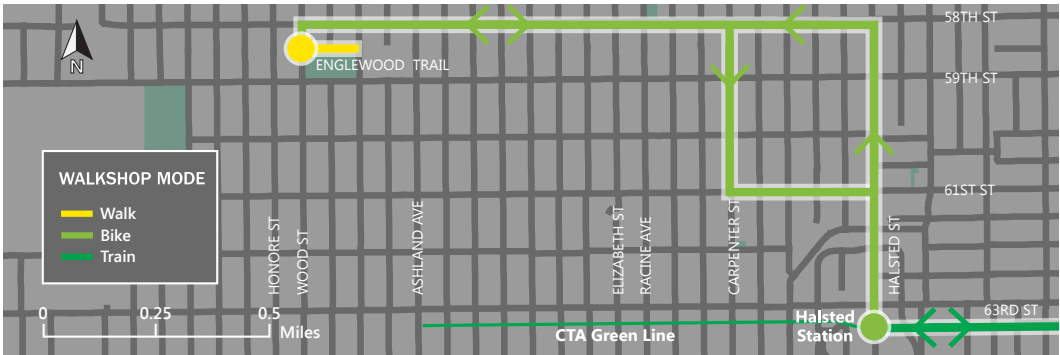 58TH ST
N
ENGLEWOOD TRAIL
59TH ST
WALKSHOP MODE
Walk
Bike
Train
61ST ST
HONORE ST
WOOD ST
ASHLAND AVE
ELIZABETH ST
RACINE AVE
CARPENTER ST
HALSTED ST
0 0.25 0.5
Miles
63RD ST
Halsted
Station
CTA Green Line